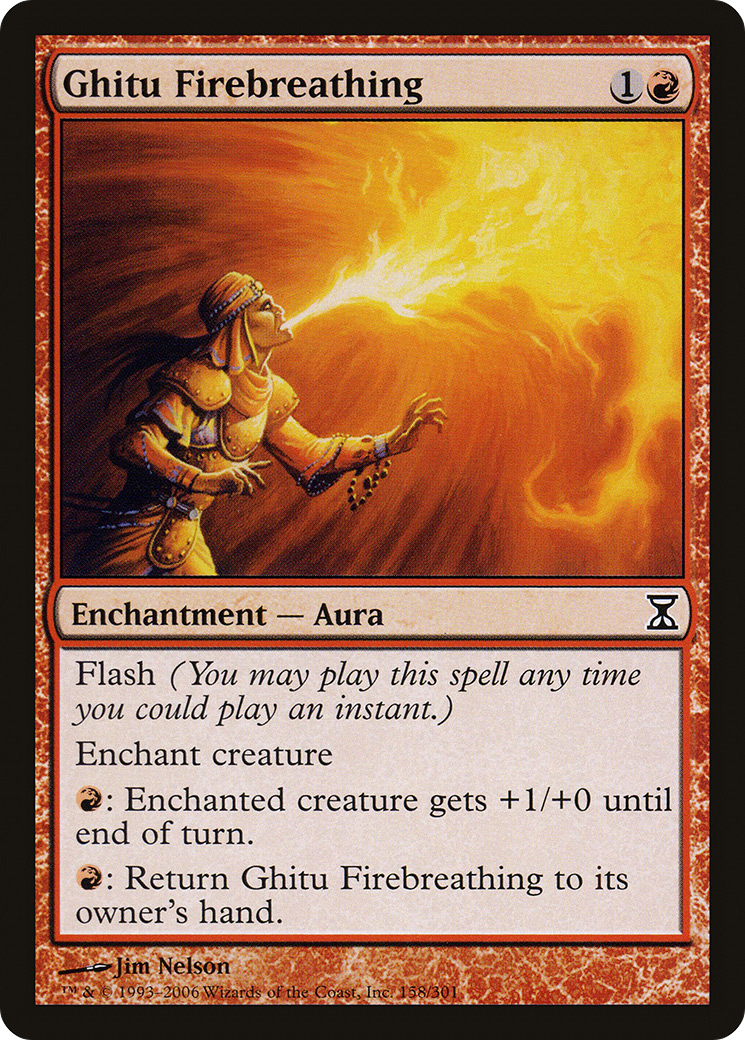 Ghitu Firebreathing 1
Enchantment — Aura
Flash (You may play this spell any time
you could play an instant.)
Enchant creature
: Enchanted creature gets +1/+0 until
end of turn.
: Return Ghitu Firebreathing to its
owner's hand.
Jim Nelson
™ & © 1993–2006 Wizards of the Coast, Inc. 158/301